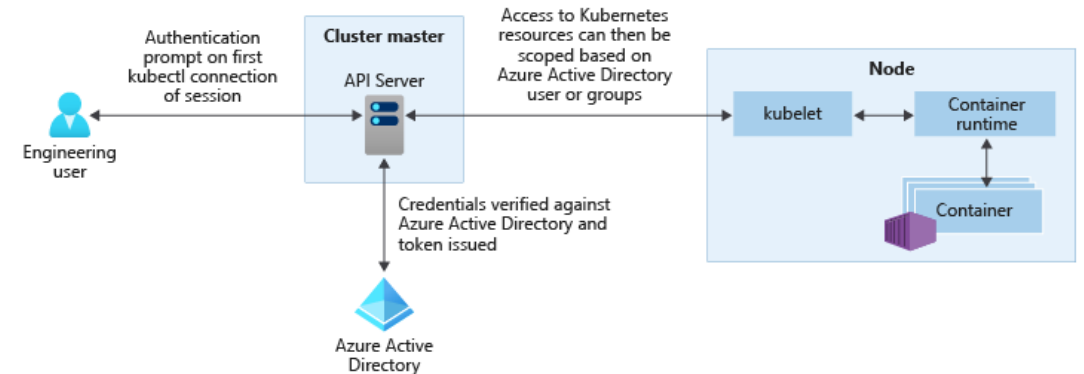 Authentication
prompt on first
kubectl connection
of session
Engineering
user
Cluster master
API Server
Access to Kubernetes
resources can then be
scoped based on
Azure Active Directory
user or groups
Credentials verified against
Azure Active Directory and
token issued
Azure Active
Directory
Node
kubelet
Container
runtime
Container